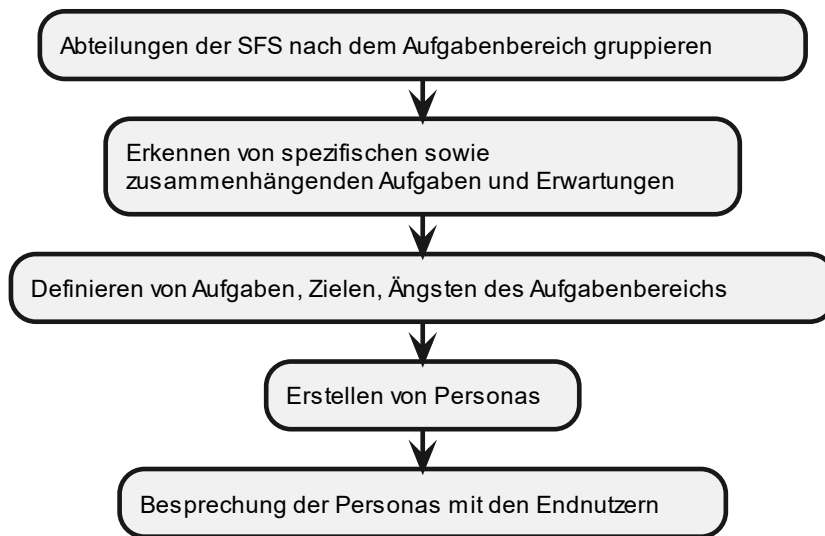 Abteilungen der SFS nach dem Aufgabenbereich gruppieren
Erkennen von spezifischen sowie
zusammenhängenden Aufgaben und Erwartungen
Definieren von Aufgaben, Zielen, Ängsten des Aufgabenbereichs
Erstellen von Personas
Besprechung der Personas mit den Endnutzern